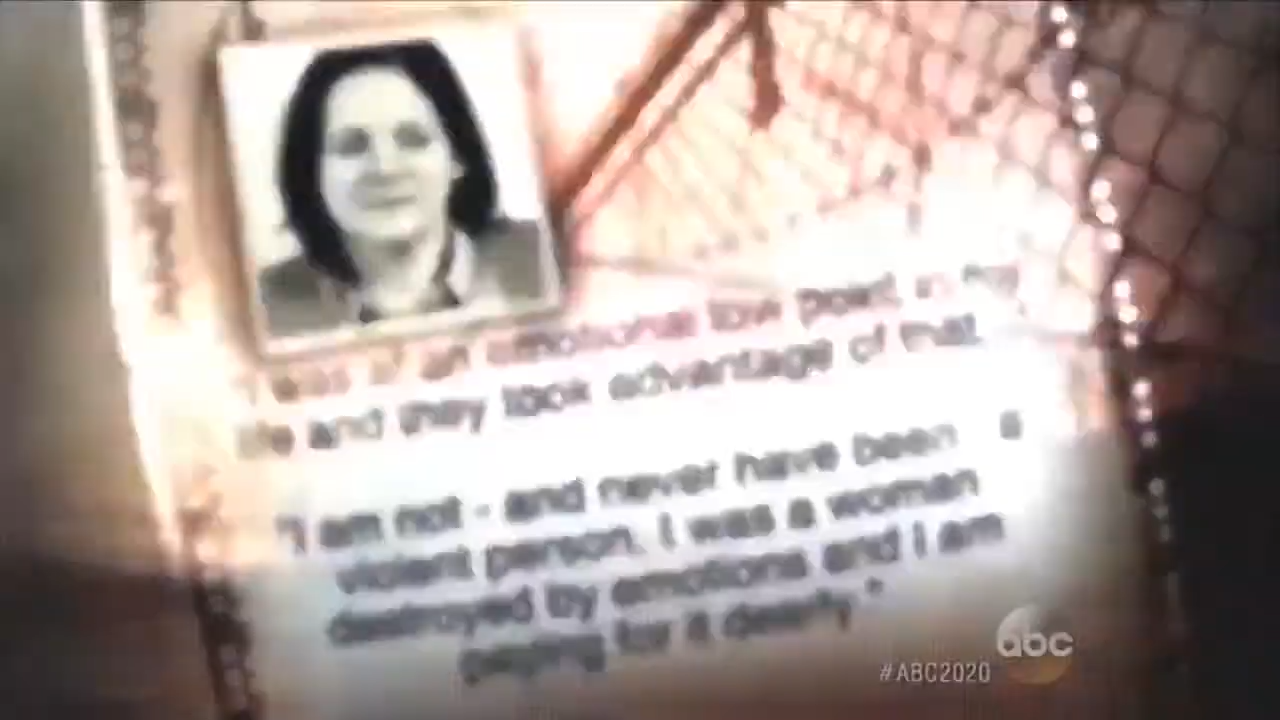 "I was at an emotional low point in my
life and they took advantage of that.
"I am not - and never have been a
violent person. I was a woman
destroyed by emotions and I am
paying for it dearly."
abc
#ABC2020